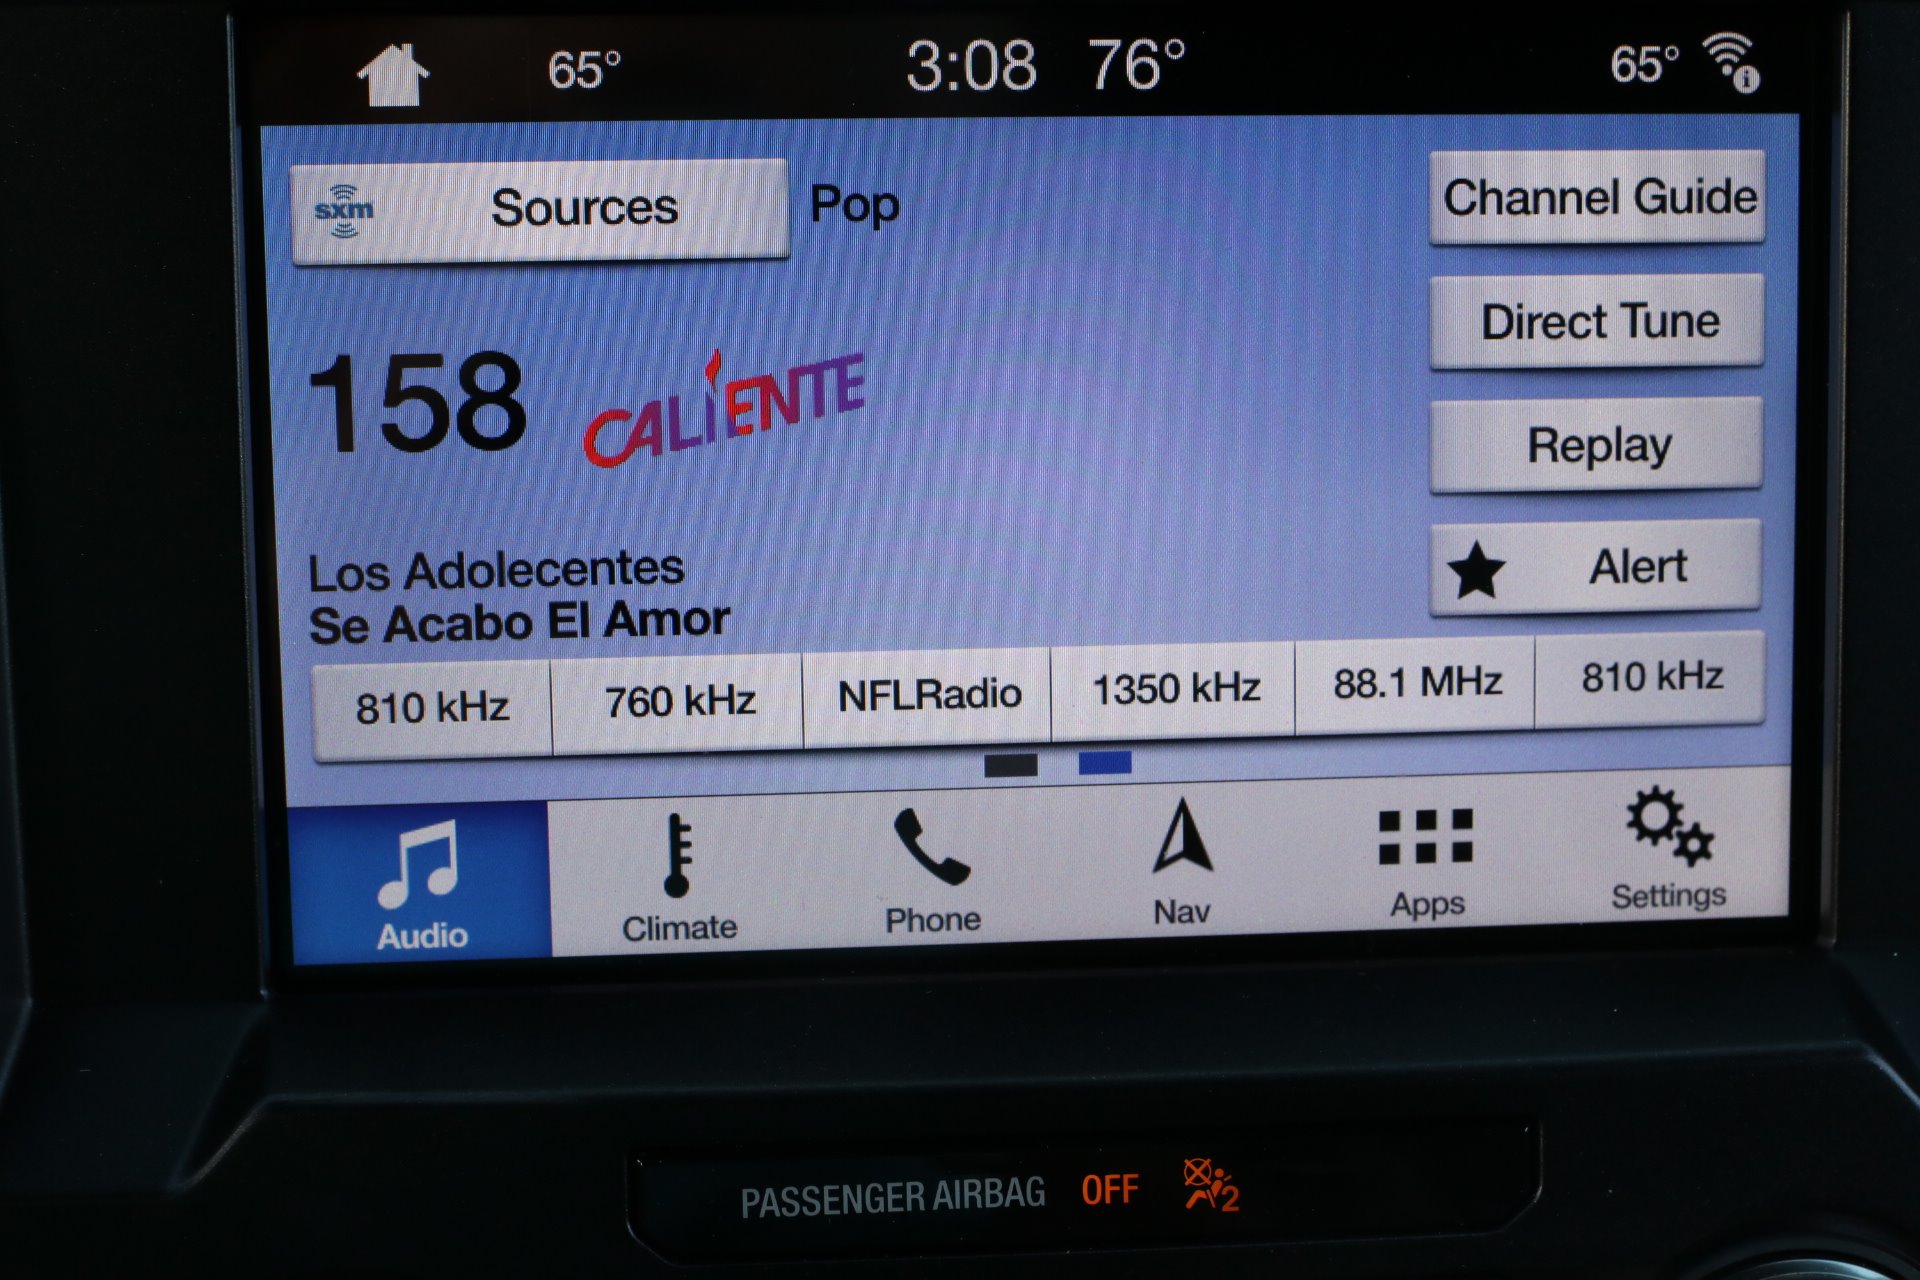 65° 3:08 76° 65°
sxm Sources Pop Channel Guide
Direct Tune
158 CALIENTE
Replay
Alert
Los Adolecentes
Se Acabo El Amor
810 kHz 760 kHz NFLRadio 1350 kHz 88.1 MHz 810 kHz
Audio Climate Phone Nav Apps Settings
PASSENGER AIRBAG OFF 2